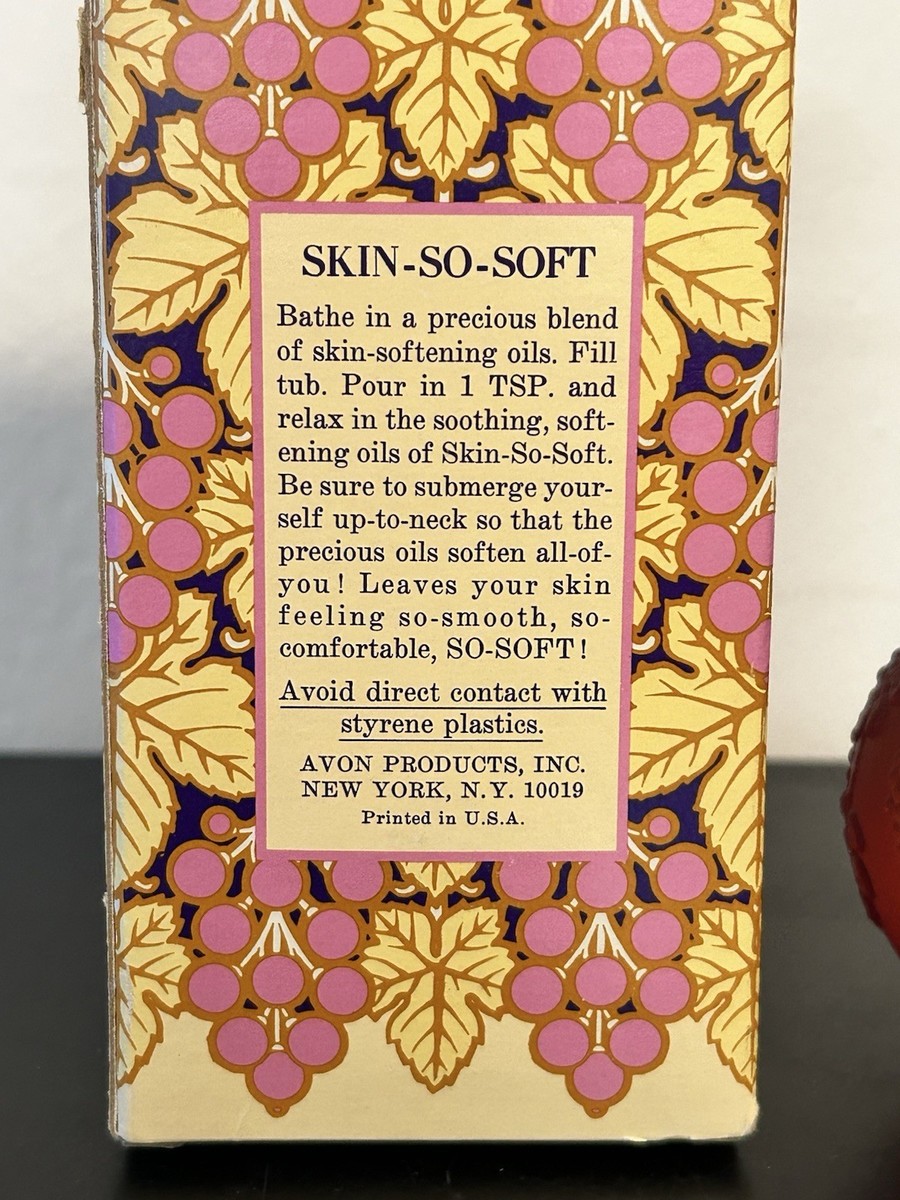 SKIN-SO-SOFT
Bathe in a precious blend
of skin-softening oils. Fill
tub. Pour in 1 TSP. and
relax in the soothing, soft-
ening oils of Skin-So-Soft.
Be sure to submerge your-
self up-to-neck so that the
precious oils soften all-of-
you! Leaves your skin
feeling so-smooth, so-
comfortable, SO-SOFT!
Avoid direct contact with
styrene plastics.
AVON PRODUCTS, INC.
NEW YORK, N.Y. 10019
Printed in U.S.A.